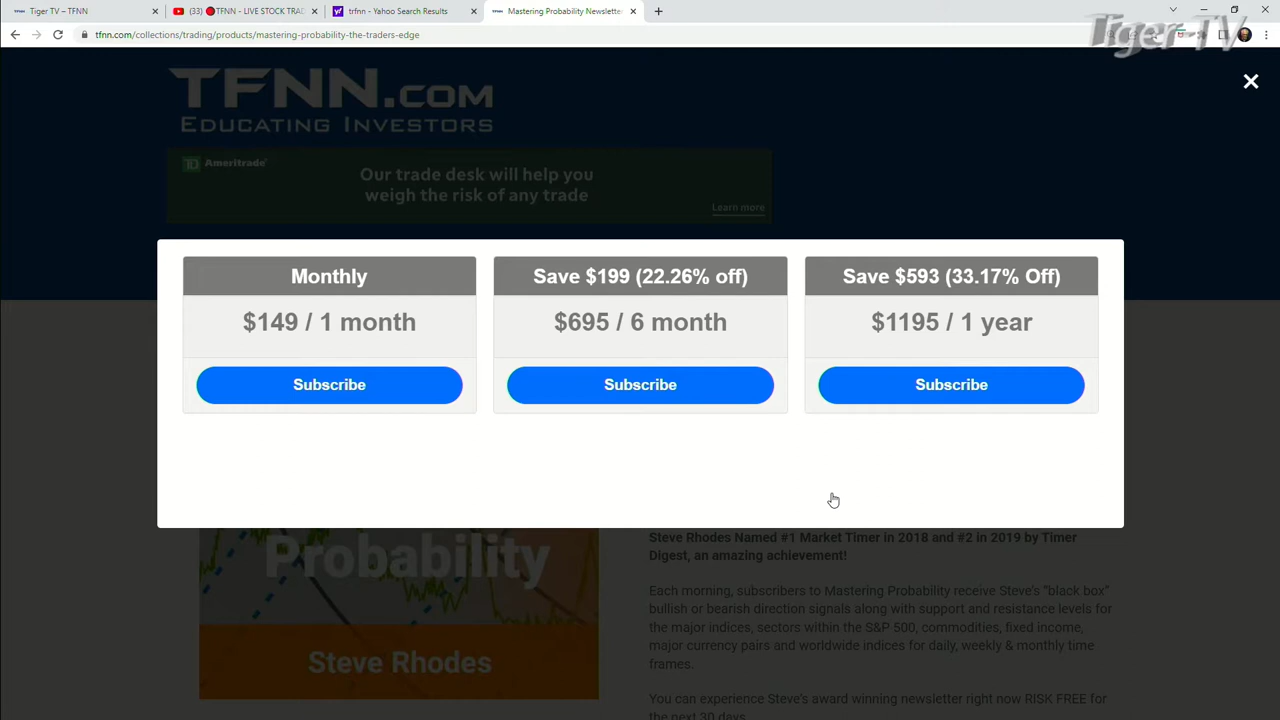 Tiger TV – TFNN
(33) 🔴TFNN - LIVE STOCK TRAD
trfnn - Yahoo Search Results
Mastering Probability Newslette
tfnn.com/collections/trading/products/mastering-probability-the-traders-edge
Tiger TV
TFNN.com
Educating Investors
TD Ameritrade
Our trade desk will help you
weigh the risk of any trade
Learn more
Monthly
$149 / 1 month
Subscribe
Save $199 (22.26% off)
$695 / 6 month
Subscribe
Save $593 (33.17% Off)
$1195 / 1 year
Subscribe
Probability
Steve Rhodes
Steve Rhodes Named #1 Market Timer in 2018 and #2 in 2019 by Timer
Digest, an amazing achievement!
Each morning, subscribers to Mastering Probability receive Steve's "black box"
bullish or bearish direction signals along with support and resistance levels for
the major indices, sectors within the S&P 500, commodities, fixed income,
major currency pairs and worldwide indices for daily, weekly & monthly time
frames.
You can experience Steve's award winning newsletter right now RISK FREE for
the next 30 days